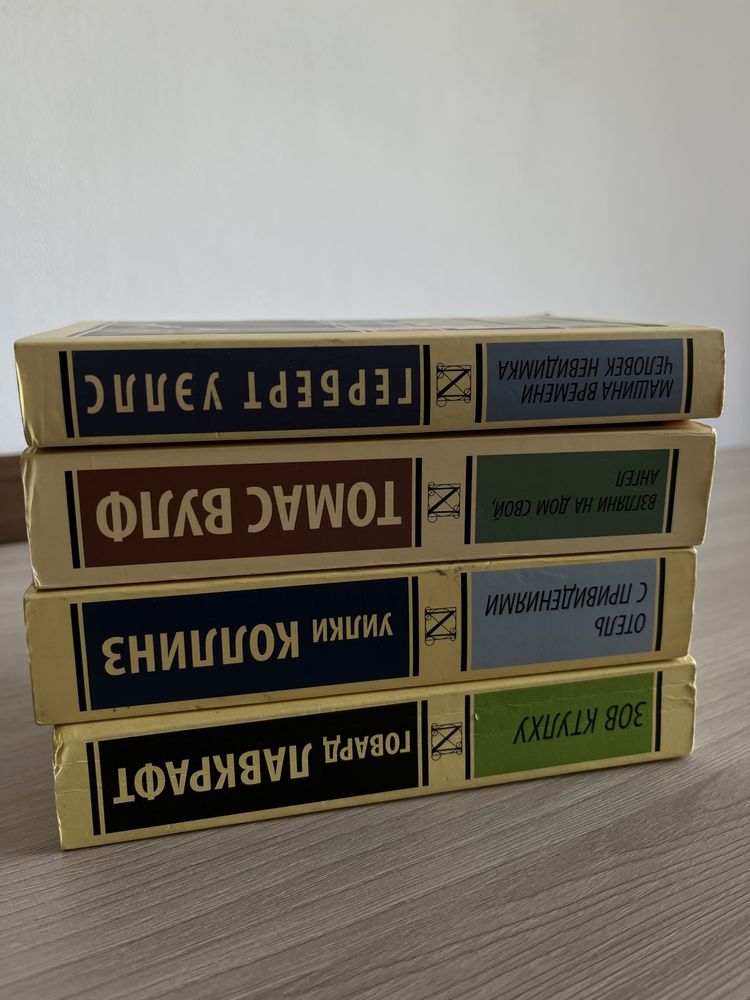 ГЕРБЕРТ УЭЛЛС
МАШИНА ВРЕМЕНИ
ЧЕЛОВЕК НЕВИДИМКА
ТОМАС ВУЛФ
ВЗГЛЯНИ НА ДОМ СВОЙ,
АНГЕЛ
УИЛКИ КОЛЛИНЗ
ОТЕЛЬ
С ПРИВИДЕНИЯМИ
ГОВАРД ЛАВКРАФТ
ЗОВ КТУЛХУ